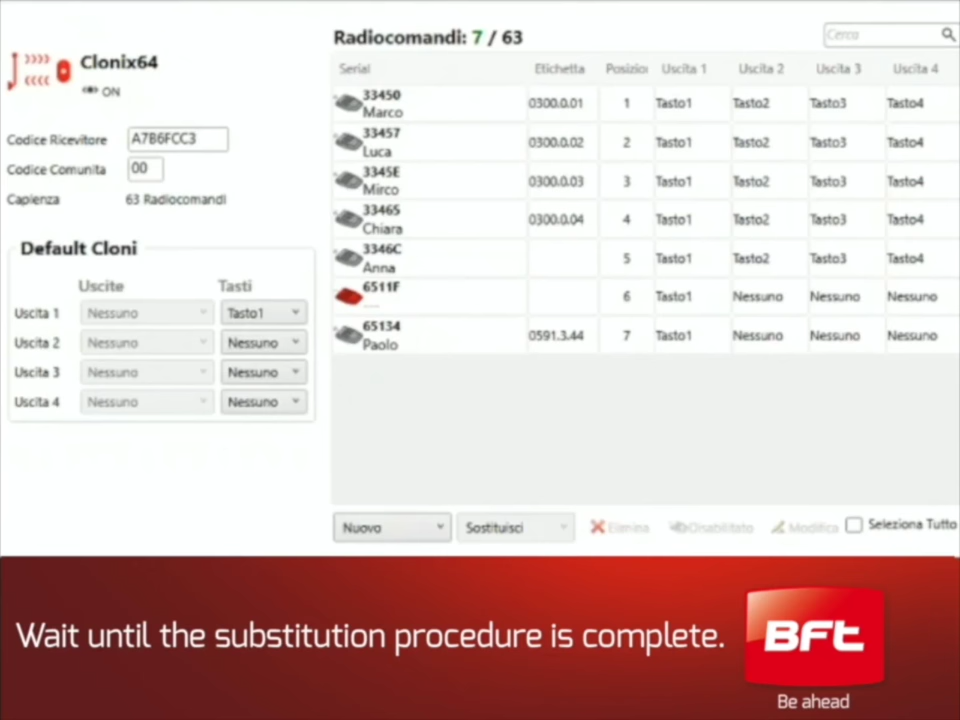 Clonix64
ON
Codice Ricevitore A7B6FCC3
Codice Comunita 00
Capienza 63 Radiocomandi
Default Cloni
Uscite Tasti
Uscita 1 Nessuno Tasto1
Uscita 2 Nessuno Nessuno
Uscita 3 Nessuno Nessuno
Uscita 4 Nessuno Nessuno
Radiocomandi: 7 / 63
Cerca
Serial Etichetta Posizior Uscita 1 Uscita 2 Uscita 3 Uscita 4
33450
Marco 0300.0.01 1 Tasto1 Tasto2 Tasto3 Tasto4
33457
Luca 0300.0.02 2 Tasto1 Tasto2 Tasto3 Tasto4
3345E
Mirco 0300.0.03 3 Tasto1 Tasto2 Tasto3 Tasto4
33465
Chiara 0300.0.04 4 Tasto1 Tasto2 Tasto3 Tasto4
3346C
Anna 5 Tasto1 Tasto2 Tasto3 Tasto4
6511F
..... 6 Tasto1 Nessuno Nessuno Nessuno
65134
Paolo 0591.3.44 7 Tasto1 Nessuno Nessuno Nessuno
Nuovo Sostituisci Elimina Disabilitato Modifica Seleziona Tutto
Wait until the substitution procedure is complete.
BFt
Be ahead